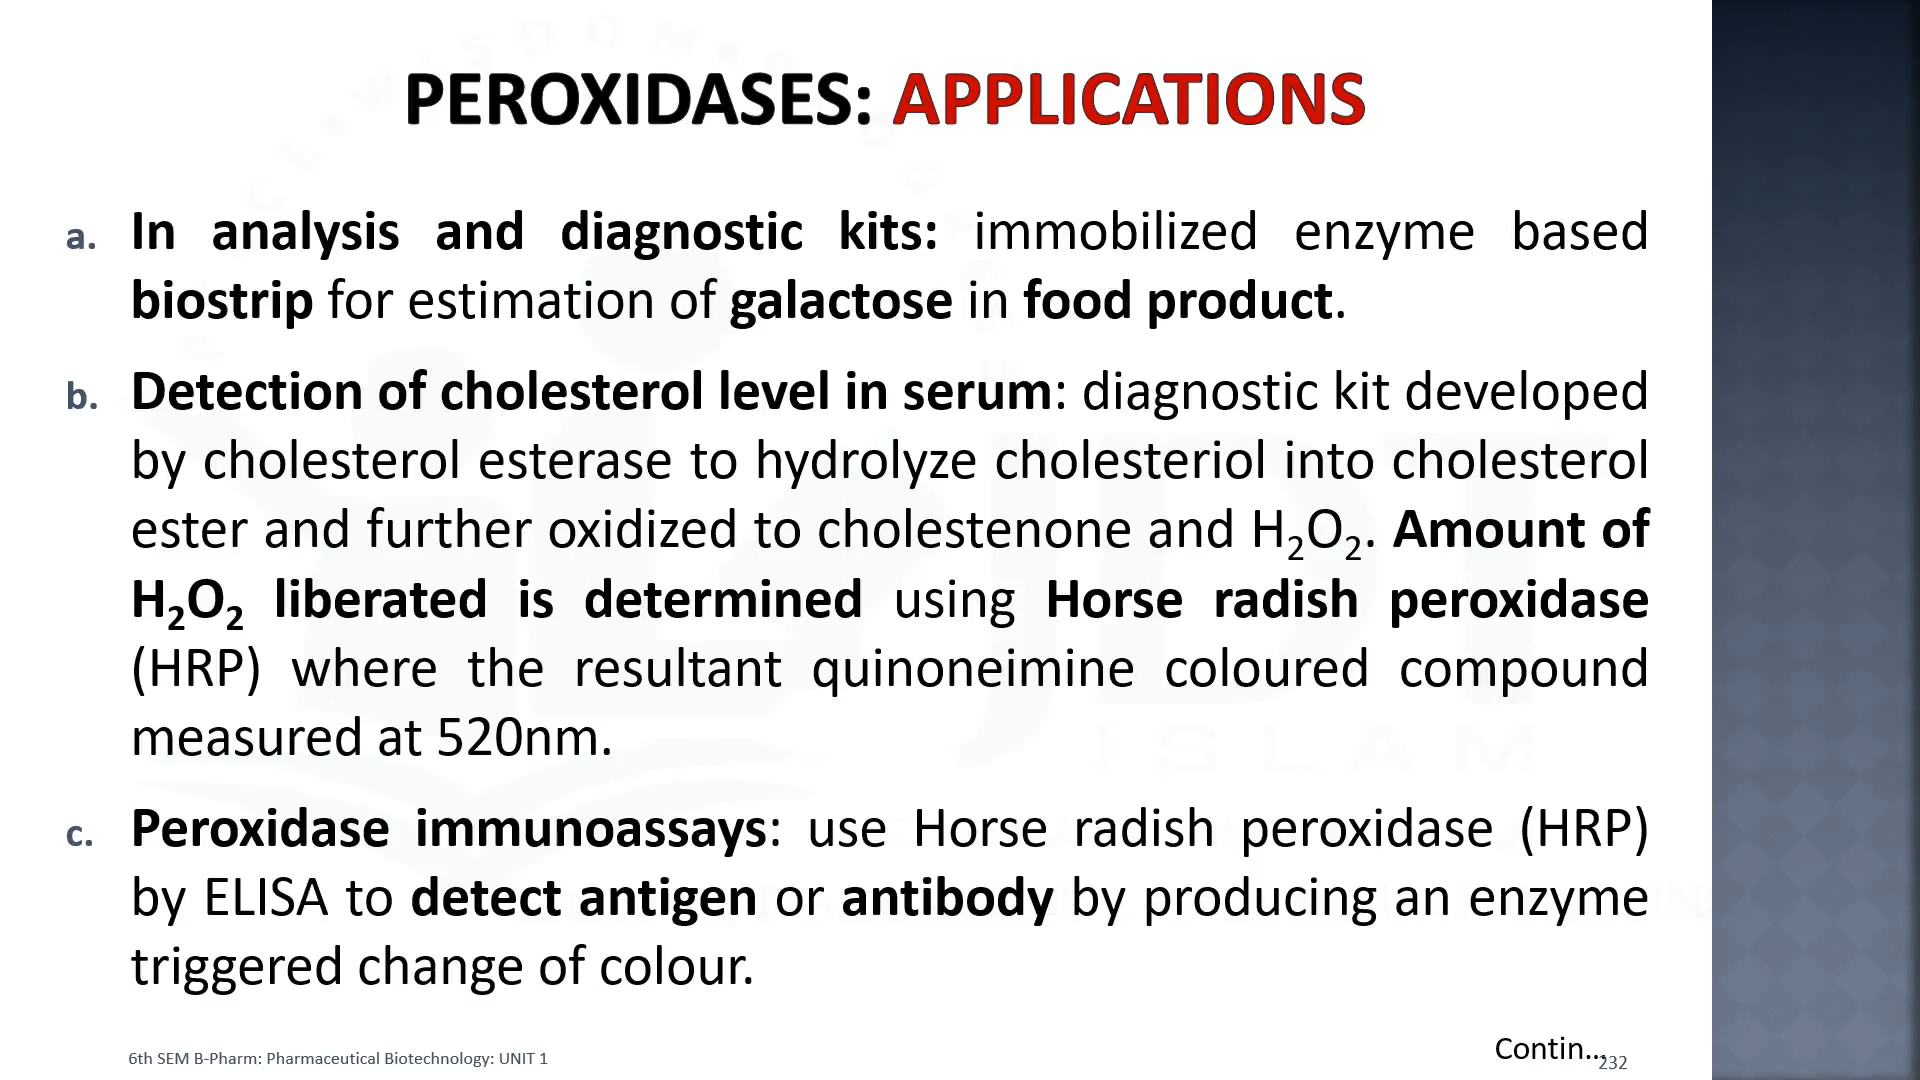 PEROXIDASES: APPLICATIONS
a. In analysis and diagnostic kits: immobilized enzyme based
biostrip for estimation of galactose in food product.
b. Detection of cholesterol level in serum: diagnostic kit developed
by cholesterol esterase to hydrolyze cholesteriol into cholesterol
ester and further oxidized to cholestenone and H₂O₂. Amount of
H₂O₂ liberated is determined using Horse radish peroxidase
(HRP) where the resultant quinoneimine coloured compound
measured at 520nm.
c. Peroxidase immunoassays: use Horse radish peroxidase (HRP)
by ELISA to detect antigen or antibody by producing an enzyme
triggered change of colour.
Contin...
6th SEM B-Pharm: Pharmaceutical Biotechnology: UNIT 1
232
ISLAM